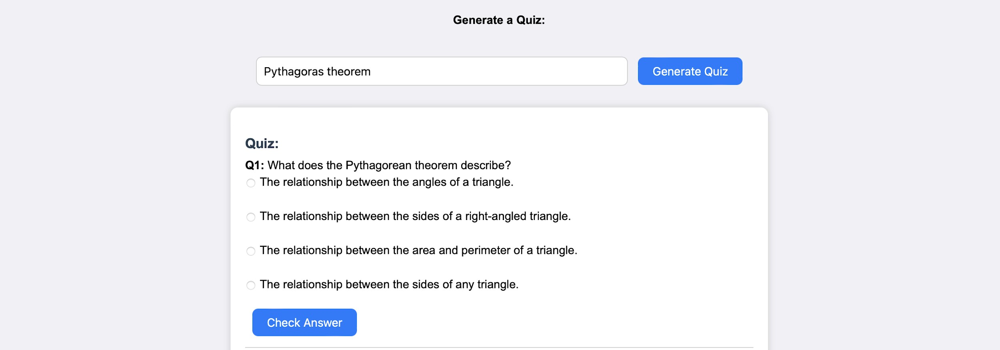 Generate a Quiz:
Pythagoras theorem
Generate Quiz
Quiz:
Q1: What does the Pythagorean theorem describe?
The relationship between the angles of a triangle.
The relationship between the sides of a right-angled triangle.
The relationship between the area and perimeter of a triangle.
The relationship between the sides of any triangle.
Check Answer